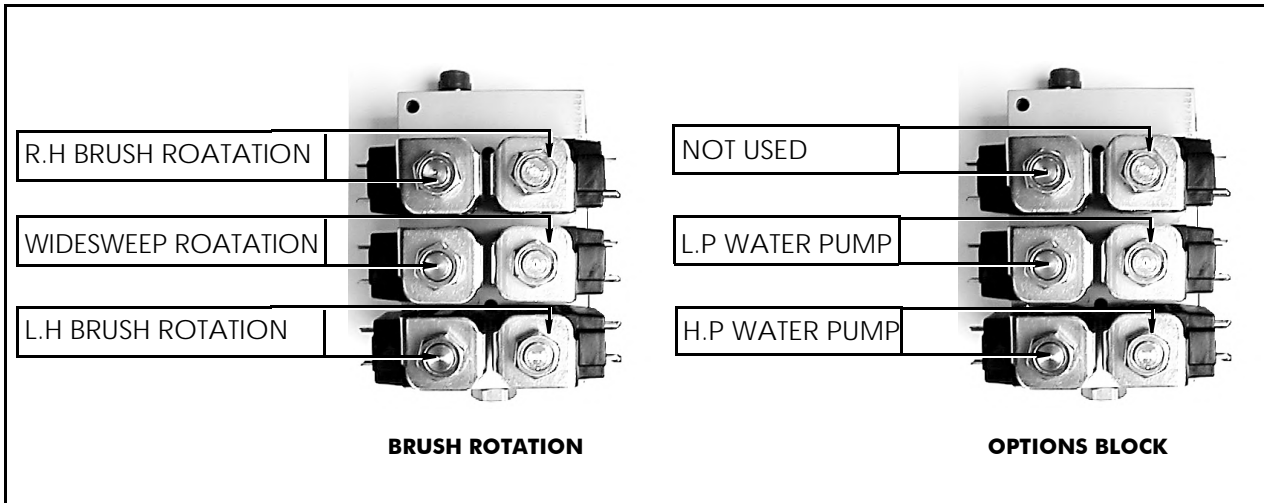 R.H BRUSH ROATATION
WIDESWEEP ROATATION
L.H BRUSH ROTATION
BRUSH ROTATION
NOT USED
L.P WATER PUMP
H.P WATER PUMP
OPTIONS BLOCK